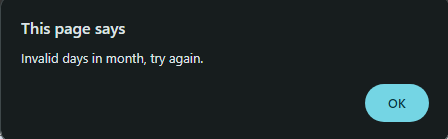 This page says
Invalid days in month, try again.
OK